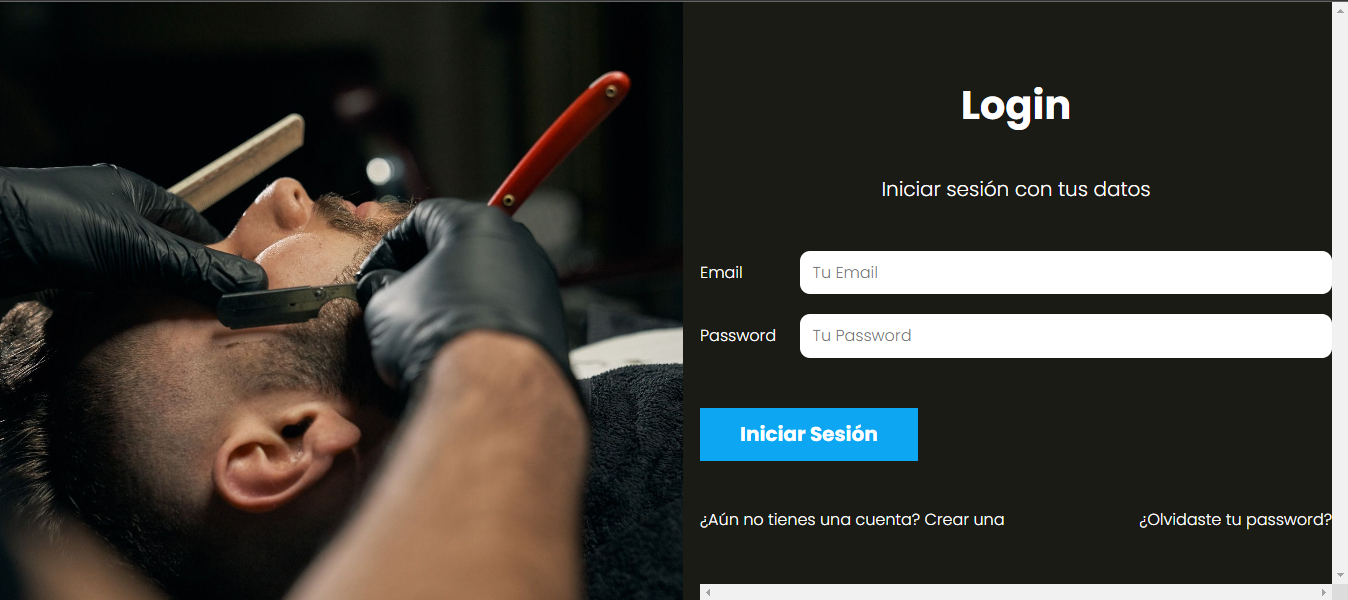 Login
Iniciar sesión con tus datos
Email
Tu Email
Password
Tu Password
Iniciar Sesión
¿Aún no tienes una cuenta? Crear una
¿Olvidaste tu password?